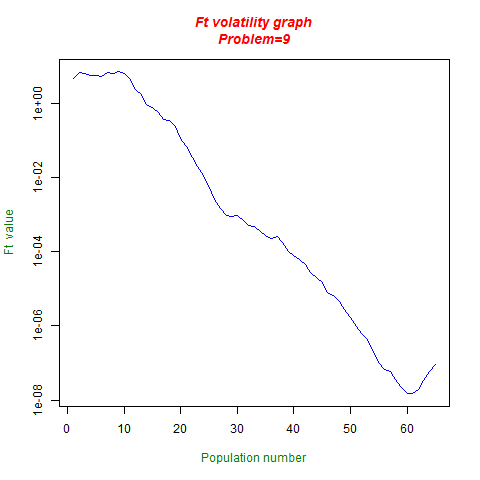 Ft volatility graph
Problem=9
1e+00
1e-02
1e-04
1e-06
1e-08
Ft value
0 10 20 30 40 50 60
Population number